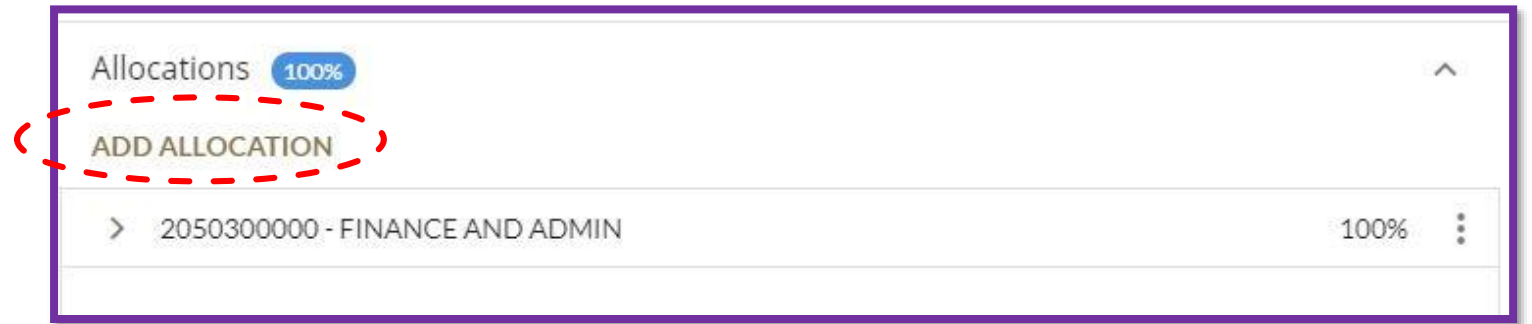 Allocations 100%
ADD ALLOCATION
2050300000 - FINANCE AND ADMIN 100%